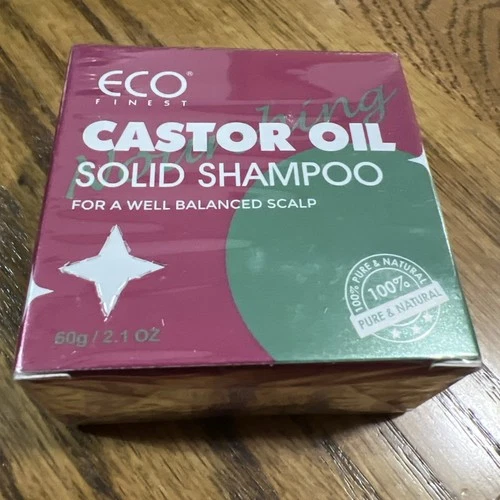 ECO®
FINEST
Nourishing
CASTOR OIL
SOLID SHAMPOO
FOR A WELL BALANCED SCALP
100% PURE & NATURAL
100%
PURE & NATURAL
60g / 2.1 OZ